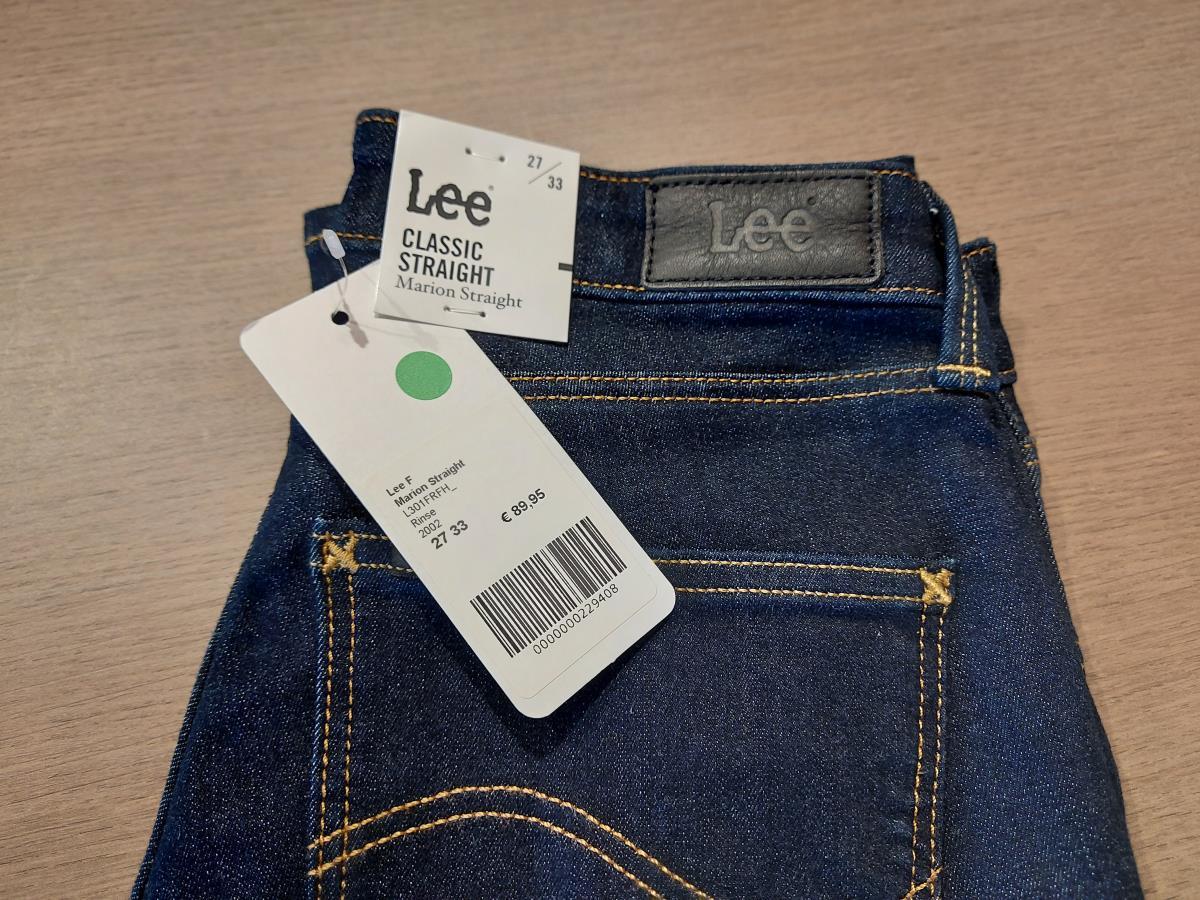 27/33
Lee®
CLASSIC
STRAIGHT
Marion Straight
Lee®
Lee F
Marion Straight
L301FRFH_
Rinse
2002
27 33
€ 89,95
0000000229408